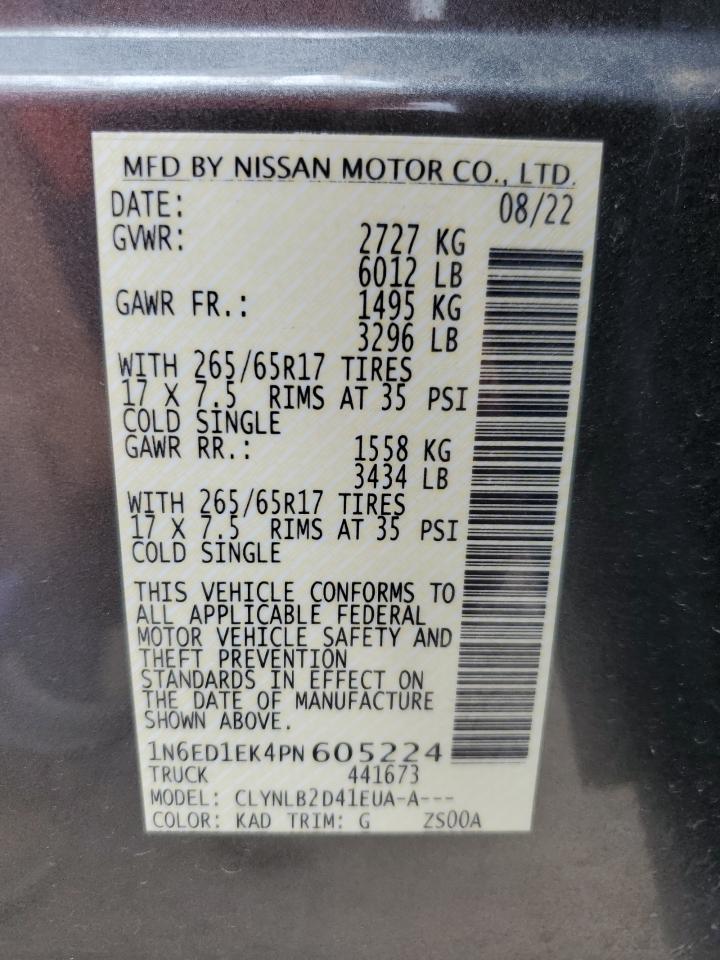 MFD BY NISSAN MOTOR CO., LTD.
DATE: 08/22
GVWR: 2727 KG
6012 LB
GAWR FR.: 1495 KG
3296 LB
WITH 265/65R17 TIRES
17 X 7.5 RIMS AT 35 PSI
COLD SINGLE
GAWR RR.: 1558 KG
3434 LB
WITH 265/65R17 TIRES
17 X 7.5 RIMS AT 35 PSI
COLD SINGLE
THIS VEHICLE CONFORMS TO
ALL APPLICABLE FEDERAL
MOTOR VEHICLE SAFETY AND
THEFT PREVENTION
STANDARDS IN EFFECT ON
THE DATE OF MANUFACTURE
SHOWN ABOVE.
1N6ED1EK4PN605224
TRUCK 441673
MODEL: CLYNLB2D41EUA-A---
COLOR: KAD TRIM: G ZS00A